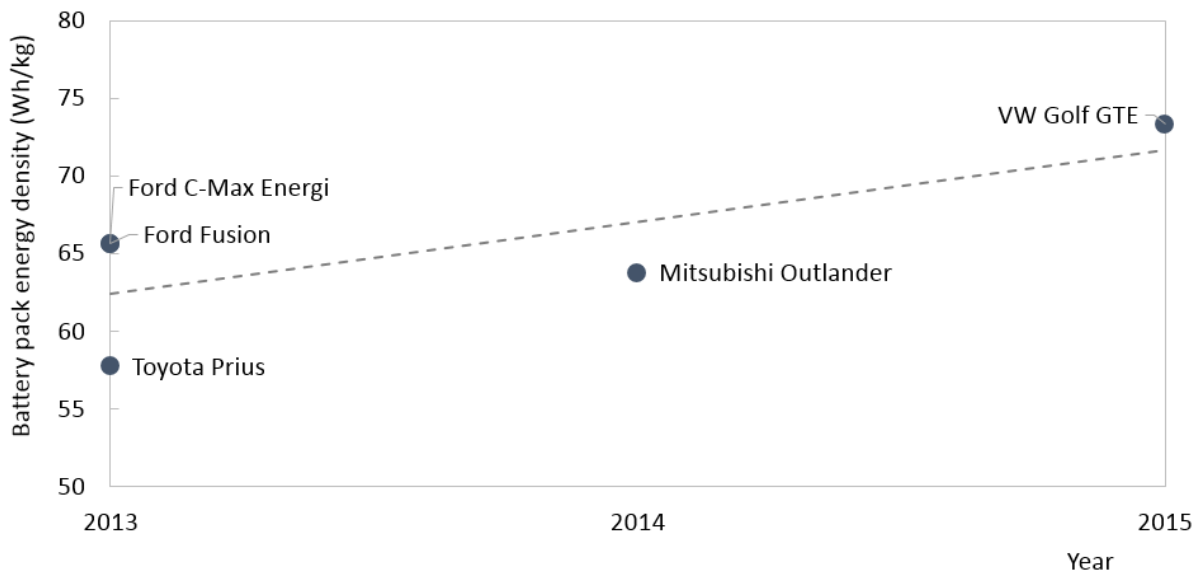 Battery pack energy density (Wh/kg)
80
75
70
65
60
55
50
VW Golf GTE
Ford C-Max Energi
Ford Fusion
Mitsubishi Outlander
Toyota Prius
2013
2014
2015
Year